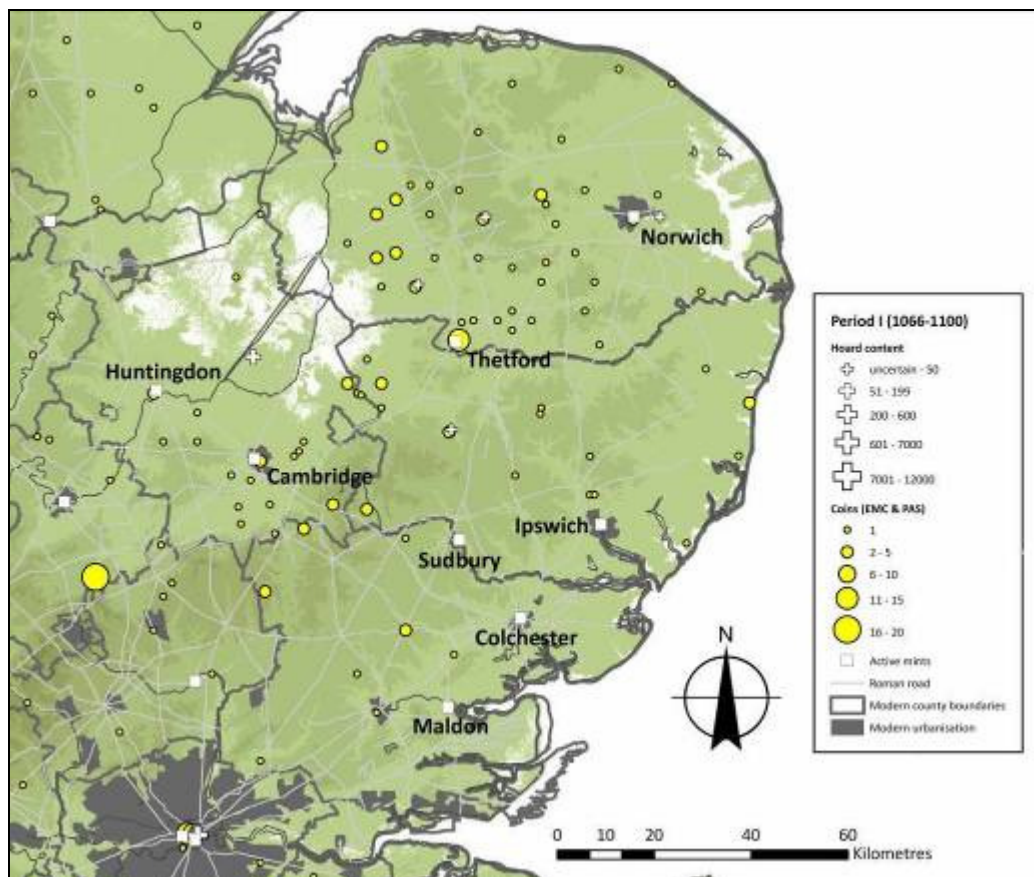 Norwich
Thetford
Huntingdon
Cambridge
Ipswich
Sudbury
Colchester
Maldon
Period I (1066-1100)
Hoard content
uncertain - 50
51 - 199
200 - 600
601 - 7000
7001 - 12000
Coins (EMC & PAS)
1
2 - 5
6 - 10
11 - 15
16 - 20
Active mints
Roman road
Modern county boundaries
Modern urbanisation
N
0 10 20 40 60
Kilometres